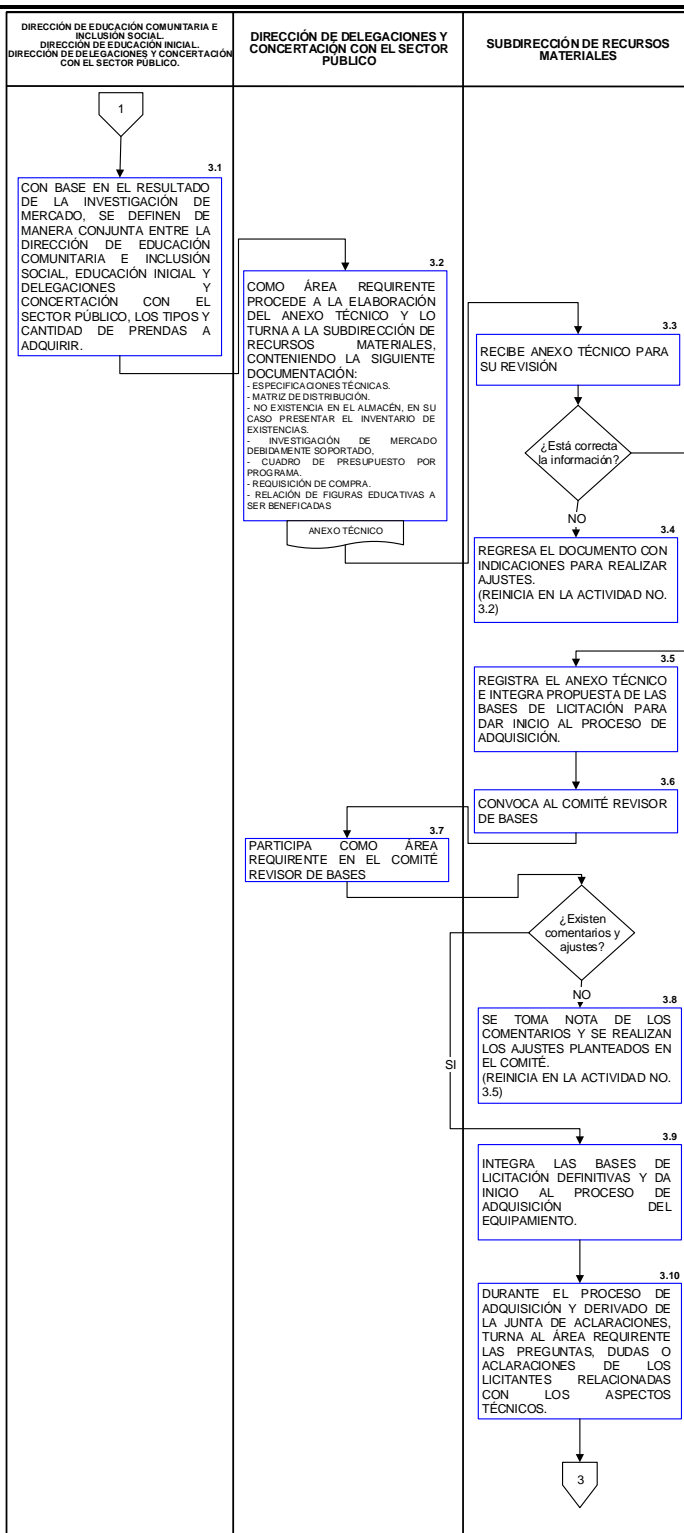 DIRECCIÓN DE EDUCACIÓN COMUNITARIA E
INCLUSIÓN SOCIAL.
DIRECCIÓN DE EDUCACIÓN INICIAL.
DIRECCIÓN DE DELEGACIONES Y CONCERTACIÓN
CON EL SECTOR PÚBLICO.
DIRECCIÓN DE DELEGACIONES Y
CONCERTACIÓN CON EL SECTOR
PÚBLICO
SUBDIRECCIÓN DE RECURSOS
MATERIALES
1
3.1
CON BASE EN EL RESULTADO
DE LA INVESTIGACIÓN DE
MERCADO, SE DEFINEN DE
MANERA CONJUNTA ENTRE LA
DIRECCIÓN DE EDUCACIÓN
COMUNITARIA E INCLUSIÓN
SOCIAL, EDUCACIÓN INICIAL Y
DELEGACIONES Y
CONCERTACIÓN CON EL
SECTOR PÚBLICO, LOS TIPOS Y
CANTIDAD DE PRENDAS A
ADQUIRIR.
3.2
COMO ÁREA REQUIRENTE
PROCEDE A LA ELABORACIÓN
DEL ANEXO TÉCNICO Y LO
TURNA A LA SUBDIRECCIÓN DE
RECURSOS MATERIALES,
CONTENIENDO LA SIGUIENTE
DOCUMENTACIÓN:
- ESPECIFICACIONES TÉCNICAS.
- MATRIZ DE DISTRIBUCIÓN.
- NO EXISTENCIA EN EL ALMACÉN, EN SU
CASO PRESENTAR EL INVENTARIO DE
EXISTENCIAS.
- INVESTIGACIÓN DE MERCADO
DEBIDAMENTE SOPORTADO,
- CUADRO DE PRESUPUESTO POR
PROGRAMA.
- REQUISICIÓN DE COMPRA.
- RELACIÓN DE FIGURAS EDUCATIVAS A
SER BENEFICADAS
ANEXO TÉCNICO
3.3
RECIBE ANEXO TÉCNICO PARA
SU REVISIÓN
¿Está correcta
la información?
NO
3.4
REGRESA EL DOCUMENTO CON
INDICACIONES PARA REALIZAR
AJUSTES.
(REINICIA EN LA ACTIVIDAD NO.
3.2)
3.5
REGISTRA EL ANEXO TÉCNICO
E INTEGRA PROPUESTA DE LAS
BASES DE LICITACIÓN PARA
DAR INICIO AL PROCESO DE
ADQUISICIÓN.
3.6
CONVOCA AL COMITÉ REVISOR
DE BASES
3.7
PARTICIPA COMO ÁREA
REQUIRENTE EN EL COMITÉ
REVISOR DE BASES
¿Existen
comentarios y
ajustes?
NO
SI
3.8
SE TOMA NOTA DE LOS
COMENTARIOS Y SE REALIZAN
LOS AJUSTES PLANTEADOS EN
EL COMITÉ.
(REINICIA EN LA ACTIVIDAD NO.
3.5)
3.9
INTEGRA LAS BASES DE
LICITACIÓN DEFINITIVAS Y DA
INICIO AL PROCESO DE
ADQUISICIÓN DEL
EQUIPAMIENTO.
3.10
DURANTE EL PROCESO DE
ADQUISICIÓN Y DERIVADO DE
LA JUNTA DE ACLARACIONES,
TURNA AL ÁREA REQUIRENTE
LAS PREGUNTAS, DUDAS O
ACLARACIONES DE LOS
LICITANTES RELACIONADAS
CON LOS ASPECTOS
TÉCNICOS.
3